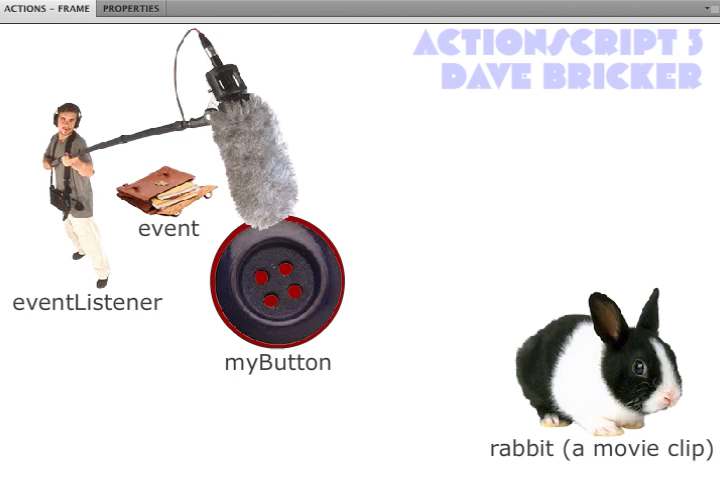 ACTIONS – FRAME PROPERTIES
ACTIONSCRIPT 3
DAVE BRICKER
event
eventListener
myButton
rabbit (a movie clip)